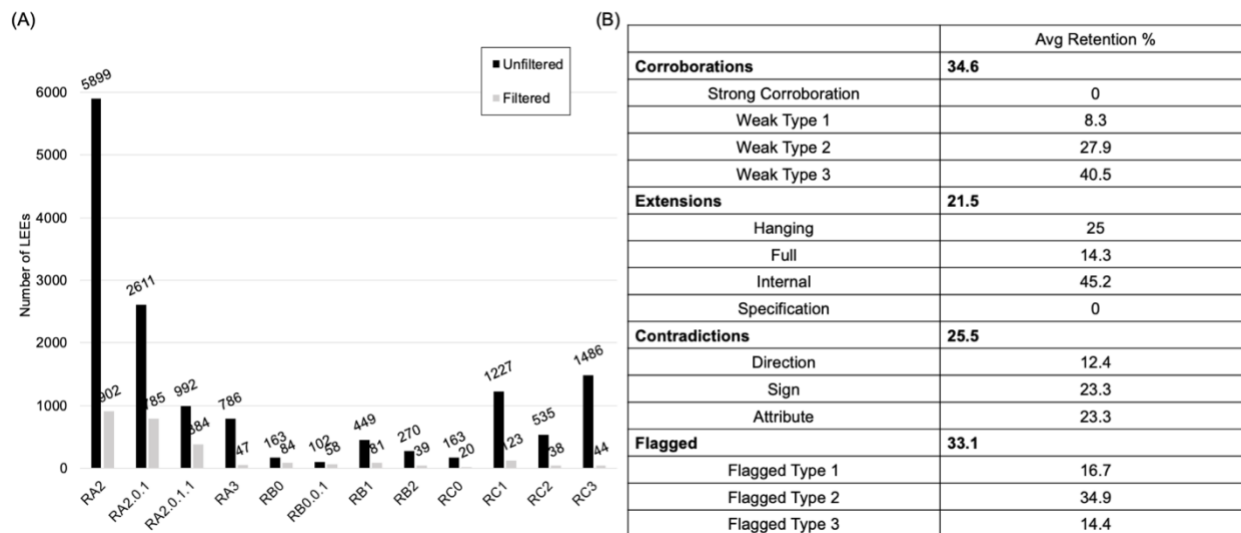 (A)
Unfiltered
Filtered
Number of LEEs
6000
5000
4000
3000
2000
1000
0
5899
902
2611
785
992
384
786
47
163
84
102
58
449
81
270
39
163
20
1227
123
535
38
1486
44
RA2
RA2.0.1
RA2.0.1.1
RA3
RB0
RB0.0.1
RB1
RB2
RC0
RC1
RC2
RC3
(B)
Avg Retention %
Corroborations 34.6
Strong Corroboration 0
Weak Type 1 8.3
Weak Type 2 27.9
Weak Type 3 40.5
Extensions 21.5
Hanging 25
Full 14.3
Internal 45.2
Specification 0
Contradictions 25.5
Direction 12.4
Sign 23.3
Attribute 23.3
Flagged 33.1
Flagged Type 1 16.7
Flagged Type 2 34.9
Flagged Type 3 14.4